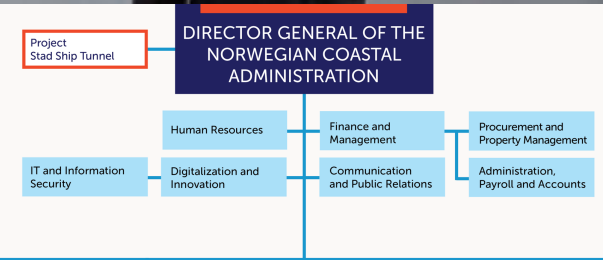 DIRECTOR GENERAL OF THE
NORWEGIAN COASTAL
ADMINISTRATION
Project
Stad Ship Tunnel
Human Resources
Finance and
Management
Procurement and
Property Management
IT and Information
Security
Digitalization and
Innovation
Communication
and Public Relations
Administration,
Payroll and Accounts